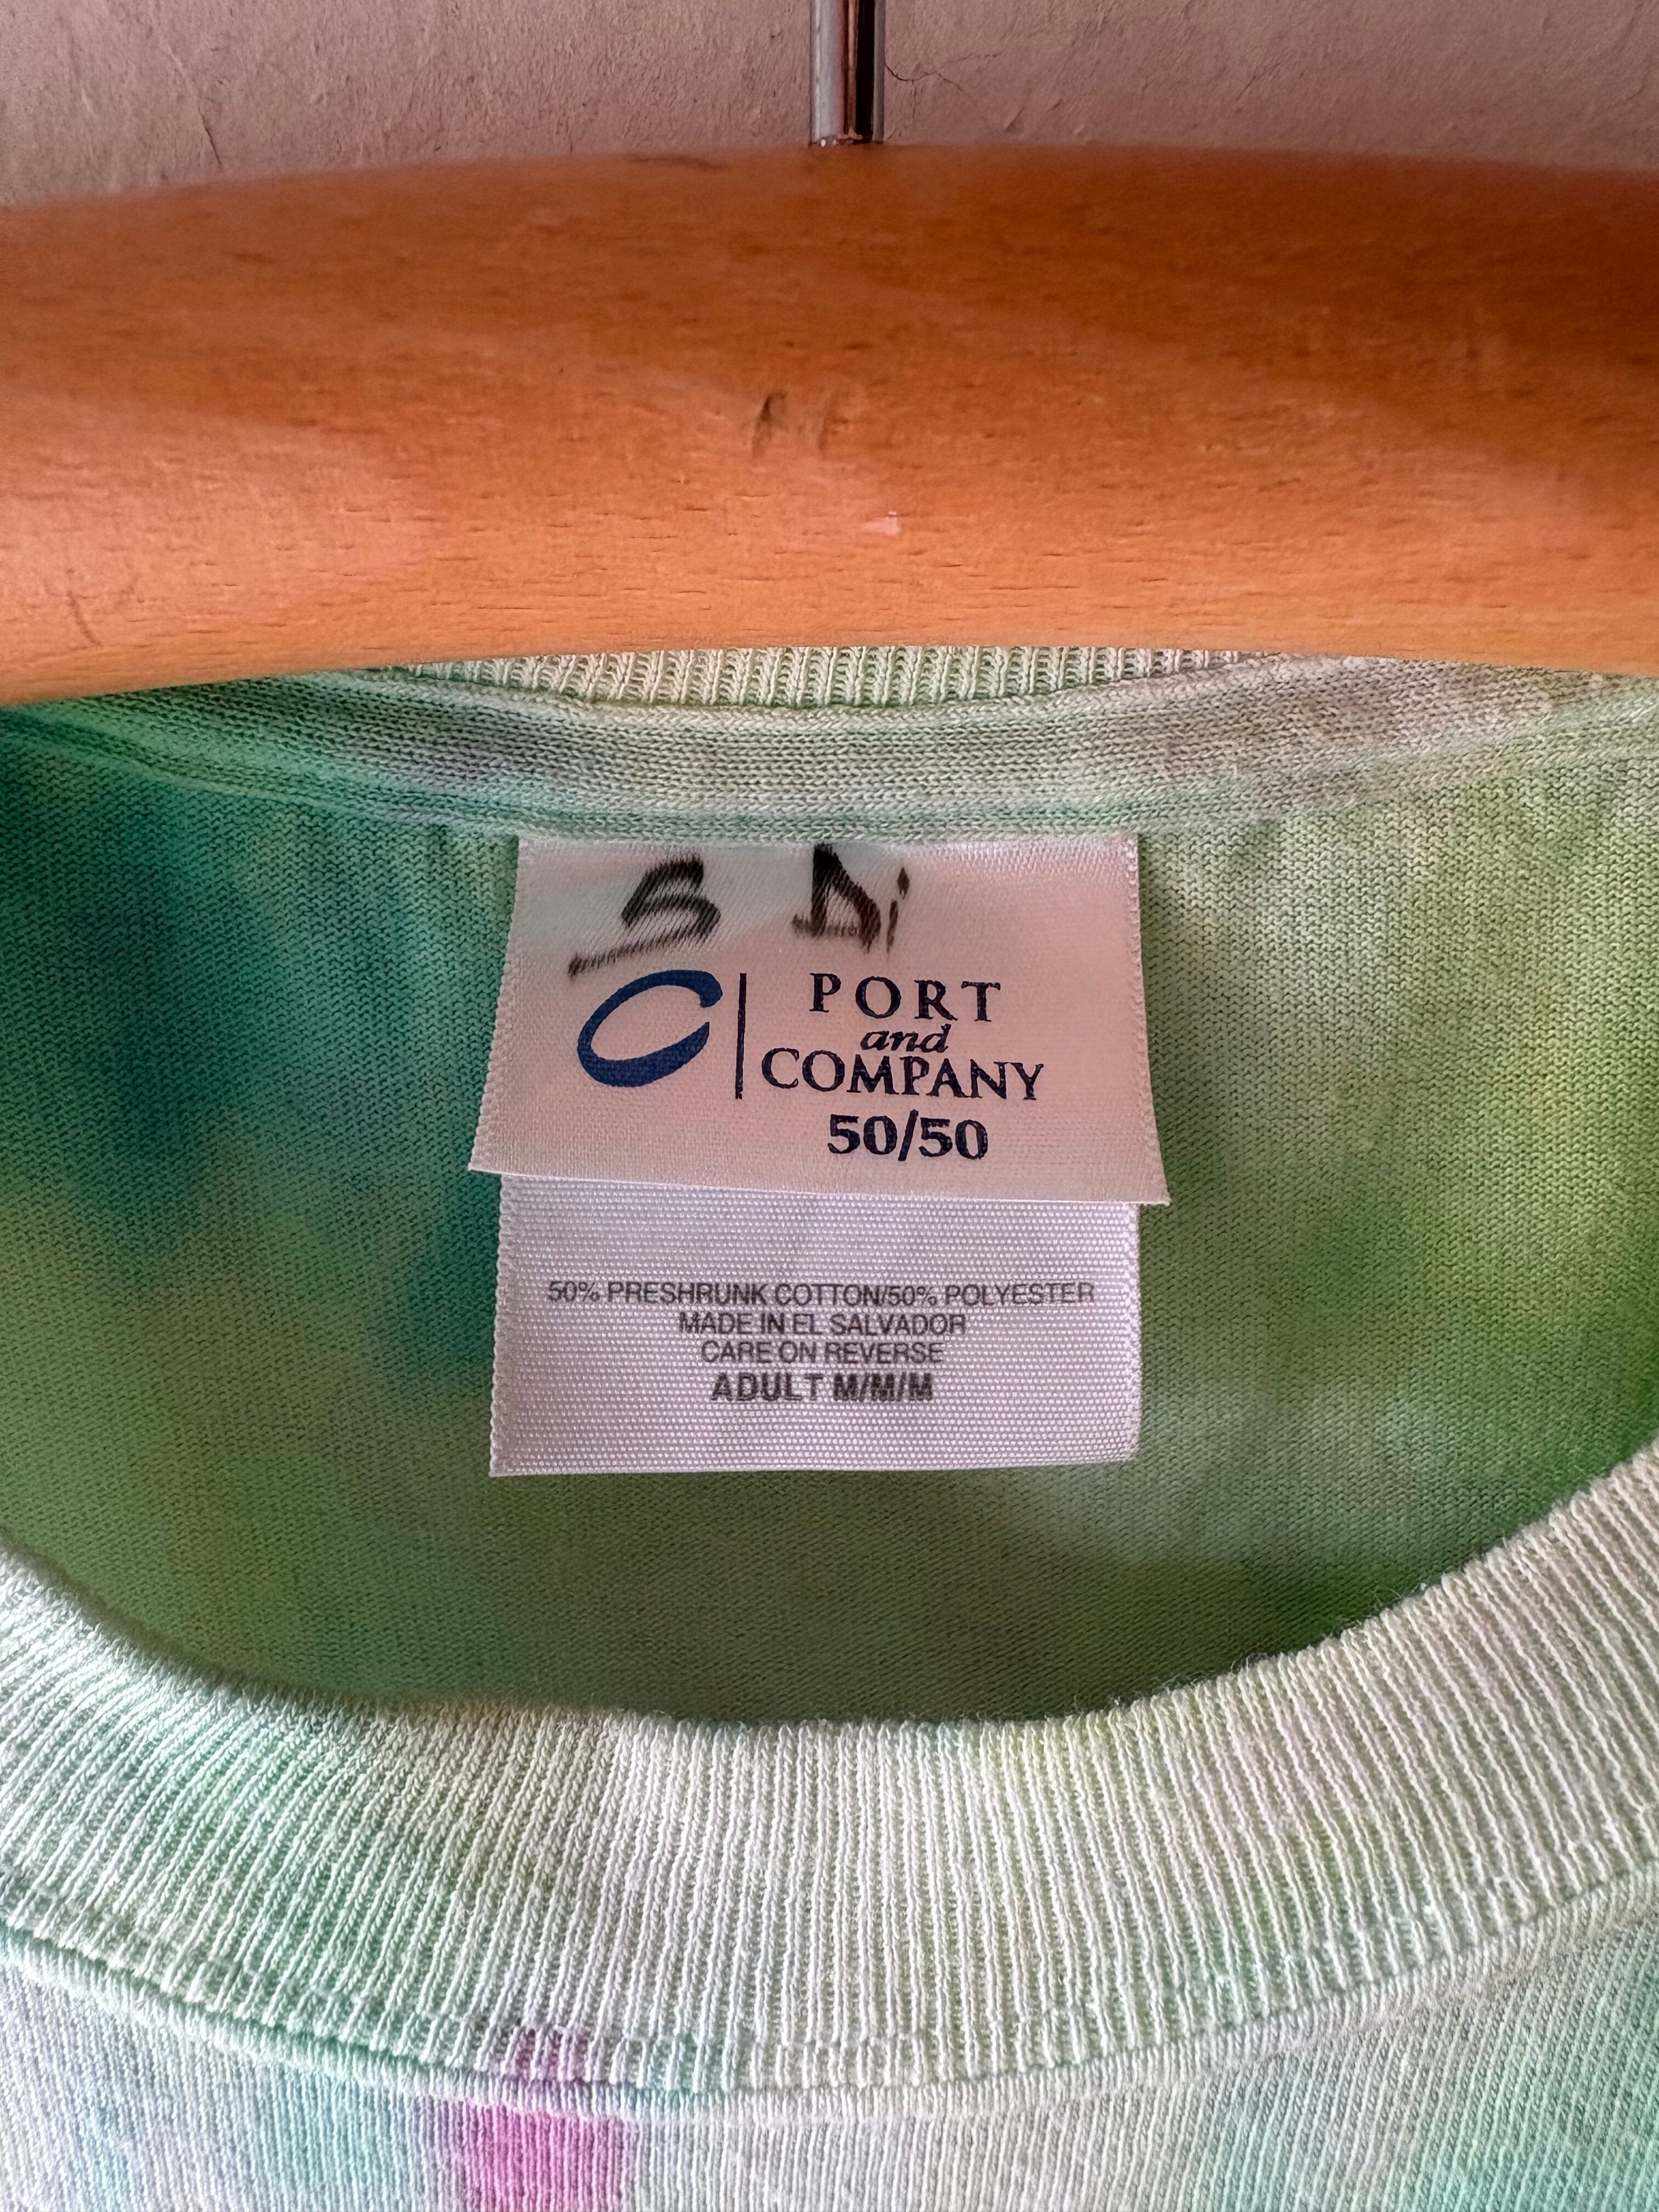 PORT
and
COMPANY
50/50
50% PRESHRUNK COTTON/50% POLYESTER
MADE IN EL SALVADOR
CARE ON REVERSE
ADULT M/M/M